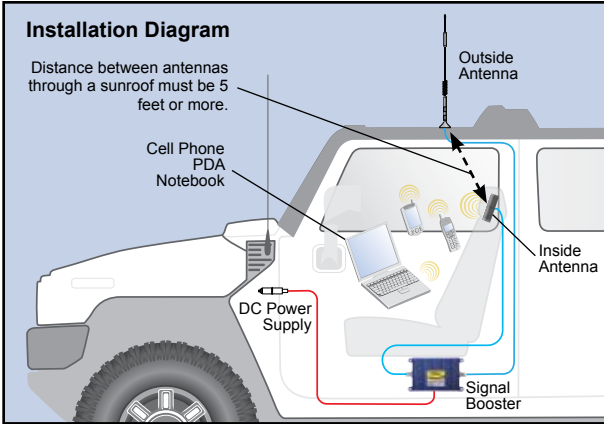 Installation Diagram
Distance between antennas
through a sunroof must be 5
feet or more.
Outside
Antenna
Cell Phone
PDA
Notebook
Inside
Antenna
DC Power
Supply
Signal
Booster